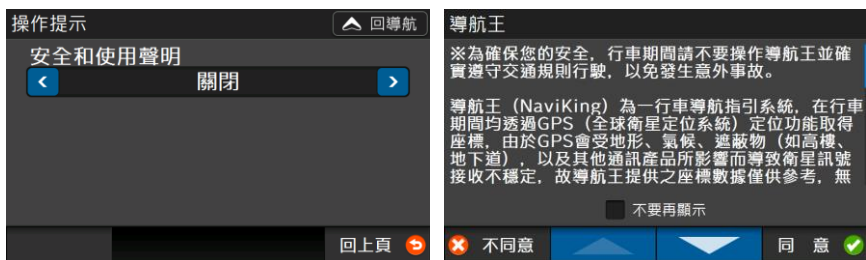 操作提示
回導航
安全和使用聲明
關閉
回上頁
導航王
※為確保您的安全，行車期間請不要操作導航王並確
實遵守交通規則行駛，以免發生意外事故。
導航王（NaviKing）為一行車導航指引系統，在行車
期間均透過GPS（全球衛星定位系統）定位功能取得
座標，由於GPS會受地形、氣候、遮蔽物（如高樓、
地下道），以及其他通訊產品所影響而導致衛星訊號
接收不穩定，故導航王提供之座標數據僅供參考，無
不要再顯示
不同意
同 意